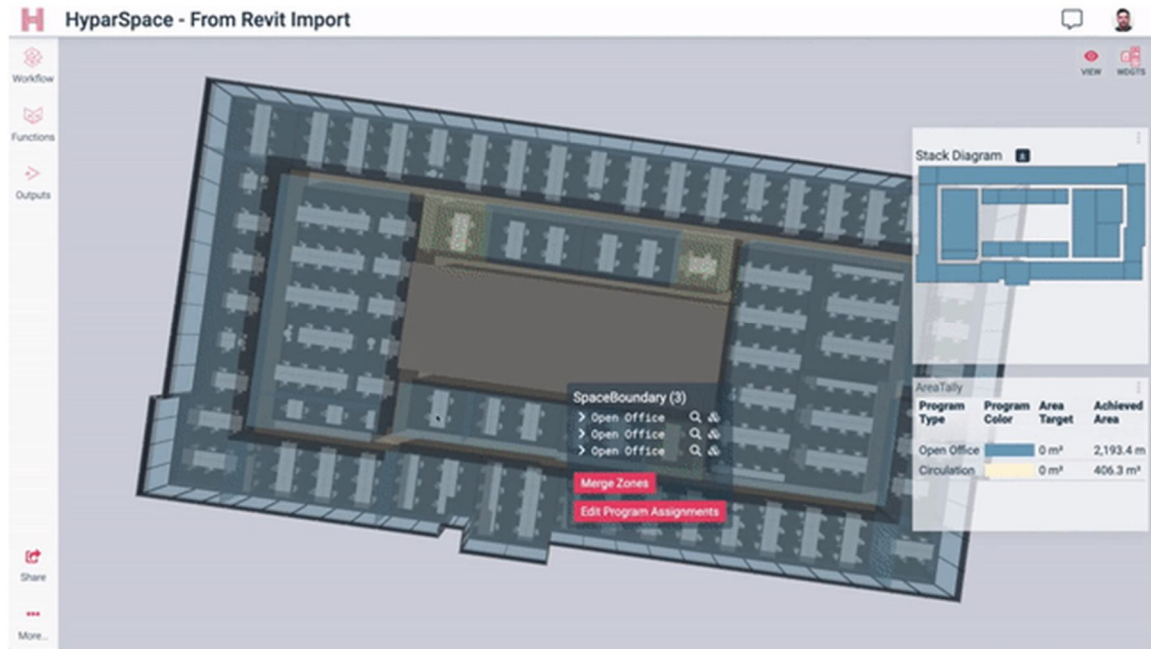 HyparSpace - From Revit Import
Workflow
Functions
Outputs
Share
More...
VIEW
WDGTS
Stack Diagram
SpaceBoundary (3)
Open Office
Open Office
Open Office
Merge Zones
Edit Program Assignments
AreaTally
Program Type Program Color Area Target Achieved Area
Open Office 0 m² 2,193.4 m
Circulation 0 m² 406.3 m²